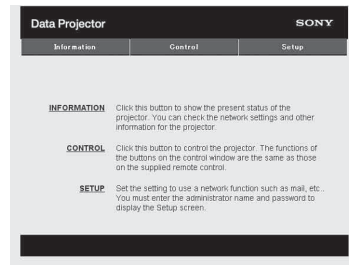 Data Projector SONY
Information Control Setup
INFORMATION Click this button to show the present status of the
projector. You can check the network settings and other
information for the projector.
CONTROL Click this button to control the projector. The functions of
the buttons on the control window are the same as those
on the supplied remote control.
SETUP Set the setting to use a network function such as mail, etc..
You must enter the administrator name and password to
display the Setup screen.